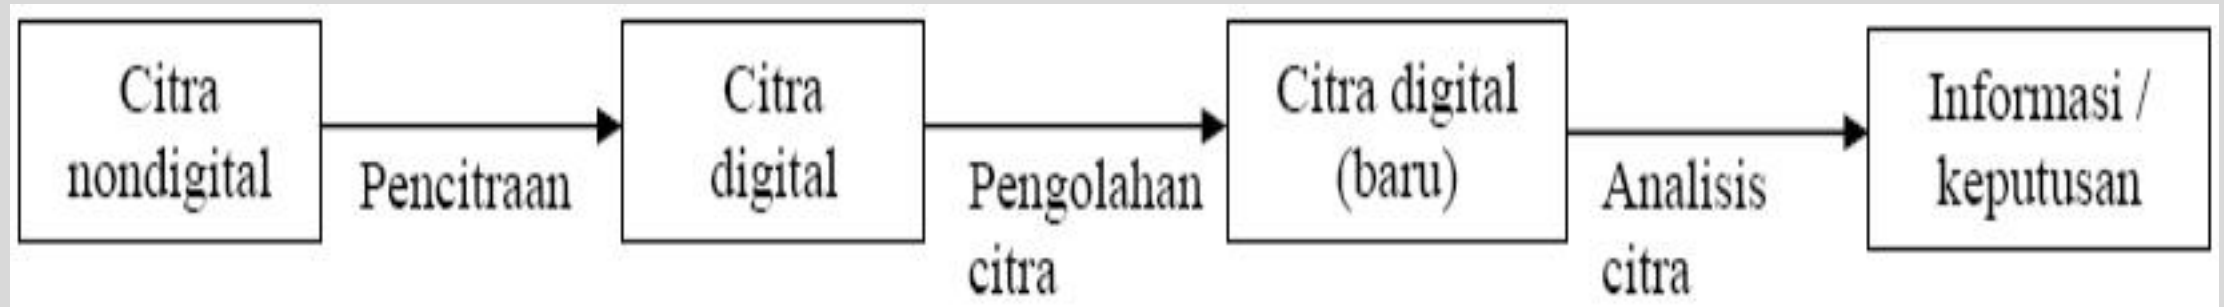 Citra
nondigital
Pencitraan
Citra
digital
Pengolahan
citra
Citra digital
(baru)
Analisis
citra
Informasi /
keputusan